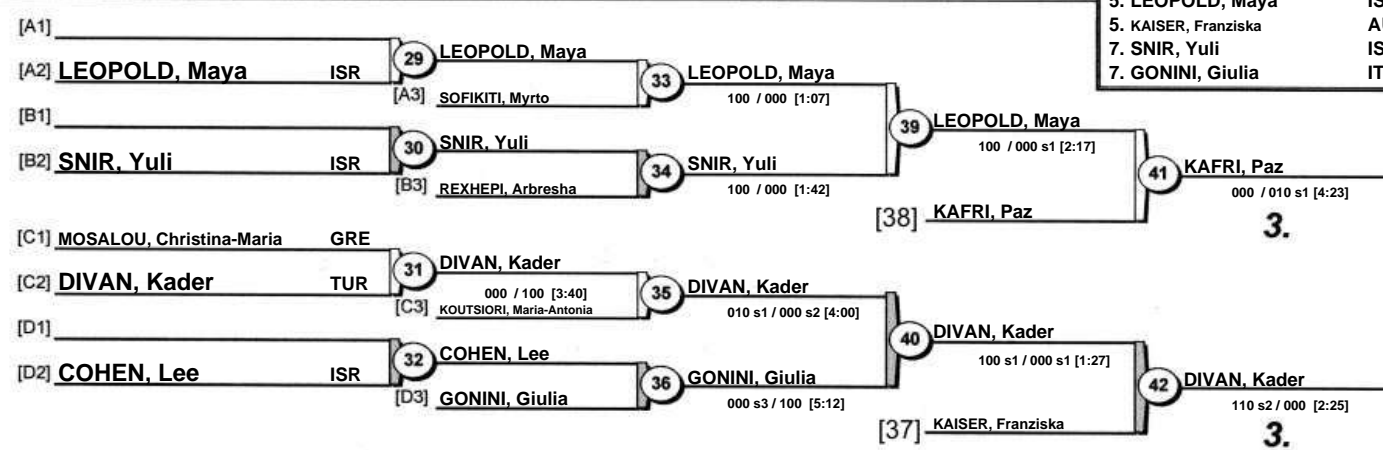 5. LEOPOLD, Maya
5. KAISER, Franziska
7. SNIR, Yuli
7. GONINI, Giulia
[A1]
[A2] LEOPOLD, Maya ISR
29
LEOPOLD, Maya
[A3] SOFIKITI, Myrto
33
LEOPOLD, Maya
100 / 000 [1:07]
[B1]
[B2] SNIR, Yuli ISR
30
SNIR, Yuli
[B3] REXHEPI, Arbresha
34
SNIR, Yuli
100 / 000 [1:42]
39
LEOPOLD, Maya
100 / 000 s1 [2:17]
[38] KAFRI, Paz
41
KAFRI, Paz
000 / 010 s1 [4:23]
3.
[C1] MOSALOU, Christina-Maria GRE
[C2] DIVAN, Kader TUR
31
DIVAN, Kader
000 / 100 [3:40]
[C3] KOUTSIORI, Maria-Antonia
35
DIVAN, Kader
010 s1 / 000 s2 [4:00]
[D1]
[D2] COHEN, Lee ISR
32
COHEN, Lee
[D3] GONINI, Giulia
36
GONINI, Giulia
000 s3 / 100 [5:12]
40
DIVAN, Kader
100 s1 / 000 s1 [1:27]
[37] KAISER, Franziska
42
DIVAN, Kader
110 s2 / 000 [2:25]
3.